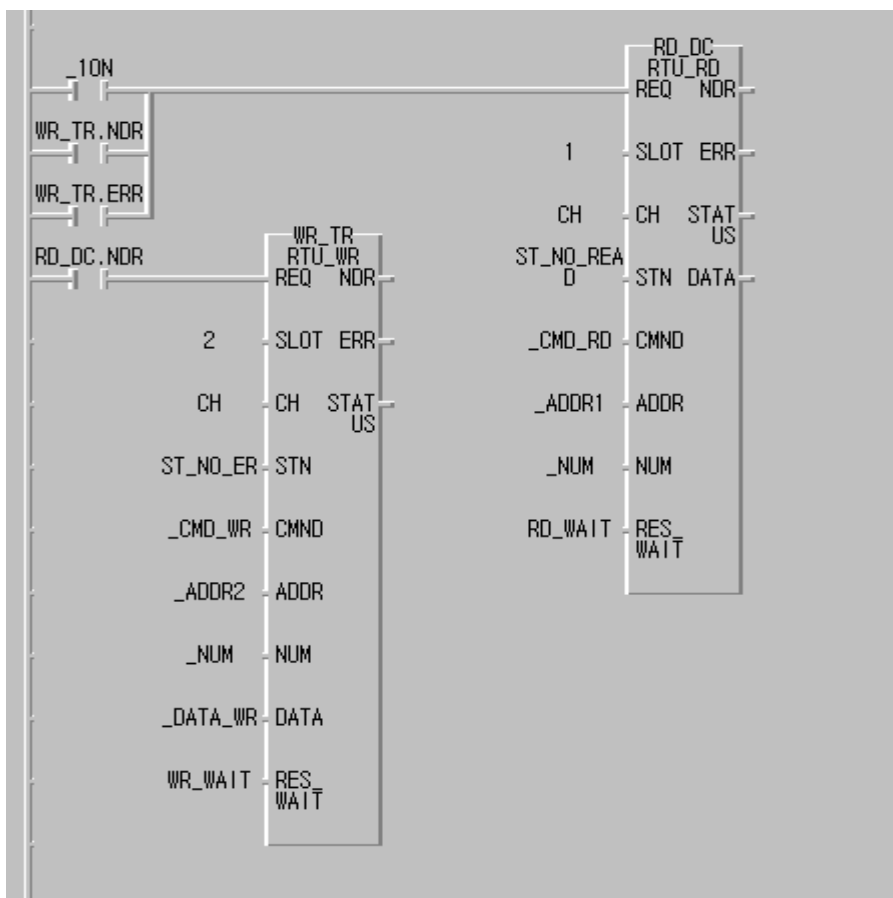 RD_DC
_1ON
RTU_RD
REQ NDR
WR_TR.NDR
1
SLOT ERR
WR_TR.ERR
CH
CH STAT
US
WR_TR
RD_DC.NDR
RTU_WR
ST_NO_REA
D
REQ NDR
STN DATA
2
SLOT ERR
_CMD_RD
CMND
CH
CH STAT
US
_ADDR1
ADDR
ST_NO_ER
STN
_NUM
NUM
_CMD_WR
CMND
RD_WAIT
RES_
WAIT
_ADDR2
ADDR
_NUM
NUM
_DATA_WR
DATA
WR_WAIT
RES_
WAIT